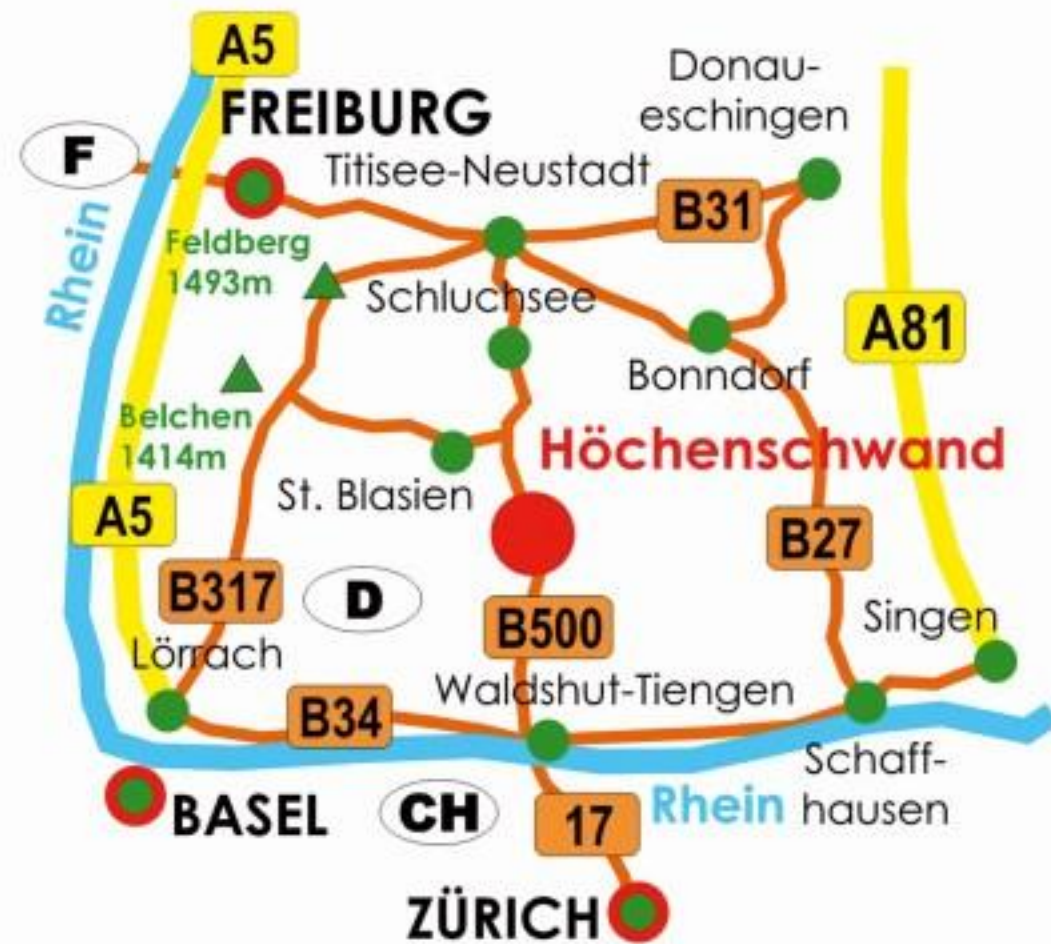 A5
Donau-
eschingen
FREIBURG
F
Titisee-Neustadt
B31
Rhein
Feldberg
1493m
Schluchsee
A81
Bonndorf
Belchen
1414m
Höchenschwand
St. Blasien
A5
B27
B317
D
B500
Singen
Lörrach
Waldshut-Tiengen
B34
Schaff-
hausen
Rhein
BASEL
CH
17
ZÜRICH